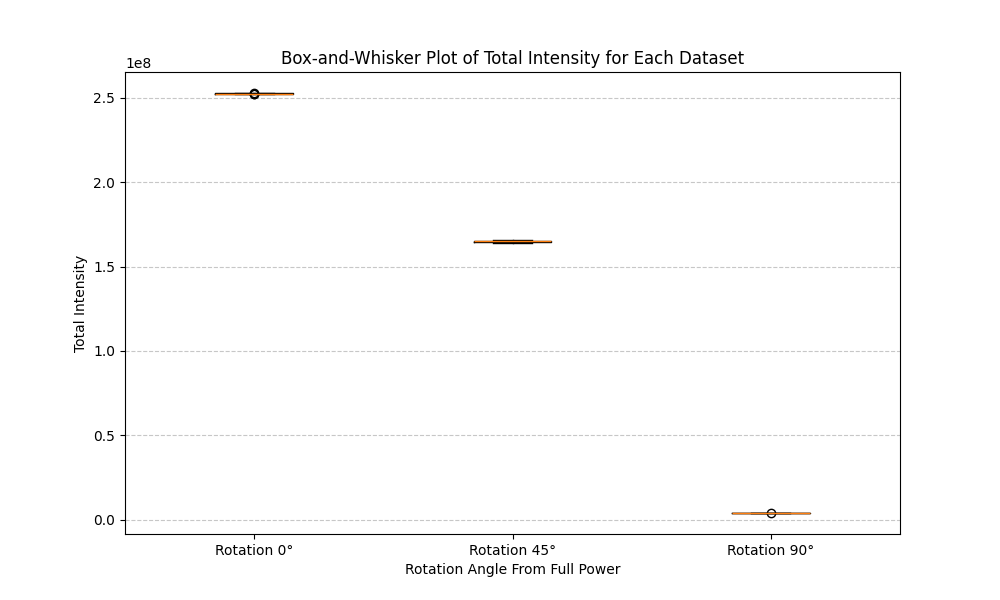 Box-and-Whisker Plot of Total Intensity for Each Dataset
1e8
2.5
2.0
1.5
1.0
0.5
0.0
Total Intensity
Rotation 0°
Rotation 45°
Rotation 90°
Rotation Angle From Full Power